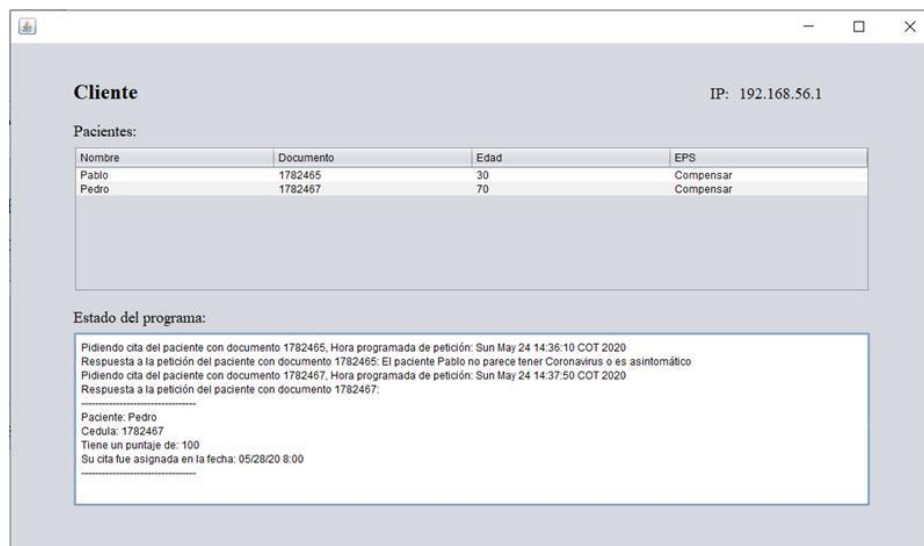 Cliente
IP: 192.168.56.1
Pacientes:
Nombre Documento Edad EPS
Pablo 1782465 30 Compensar
Pedro 1782467 70 Compensar
Estado del programa:
Pidiendo cita del paciente con documento 1782465, Hora programada de petición: Sun May 24 14:36:10 COT 2020
Respuesta a la petición del paciente con documento 1782465: El paciente Pablo no parece tener Coronavirus o es asintomático
Pidiendo cita del paciente con documento 1782467, Hora programada de petición: Sun May 24 14:37:50 COT 2020
Respuesta a la petición del paciente con documento 1782467:
---------------------------------
Paciente: Pedro
Cedula: 1782467
Tiene un puntaje de: 100
Su cita fue asignada en la fecha: 05/28/20 8:00
---------------------------------